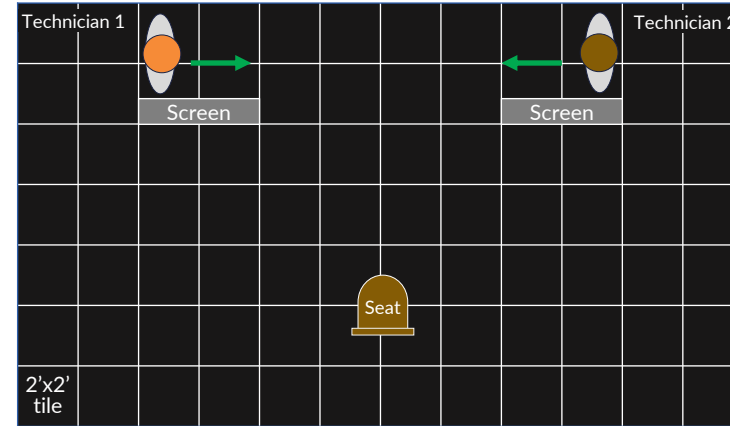 Technician 1
Technician 2
Screen
Screen
Seat
2'x2'
tile